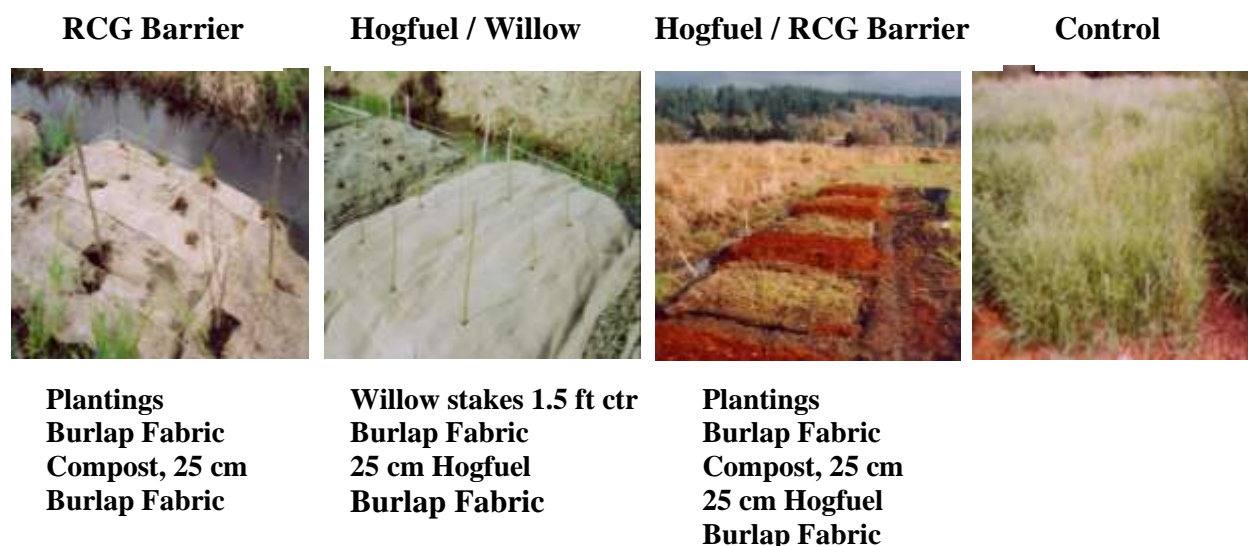 RCG Barrier
Hogfuel / Willow
Hogfuel / RCG Barrier
Control
Plantings
Burlap Fabric
Compost, 25 cm
Burlap Fabric
Willow stakes 1.5 ft ctr
Burlap Fabric
25 cm Hogfuel
Burlap Fabric
Plantings
Burlap Fabric
Compost, 25 cm
25 cm Hogfuel
Burlap Fabric